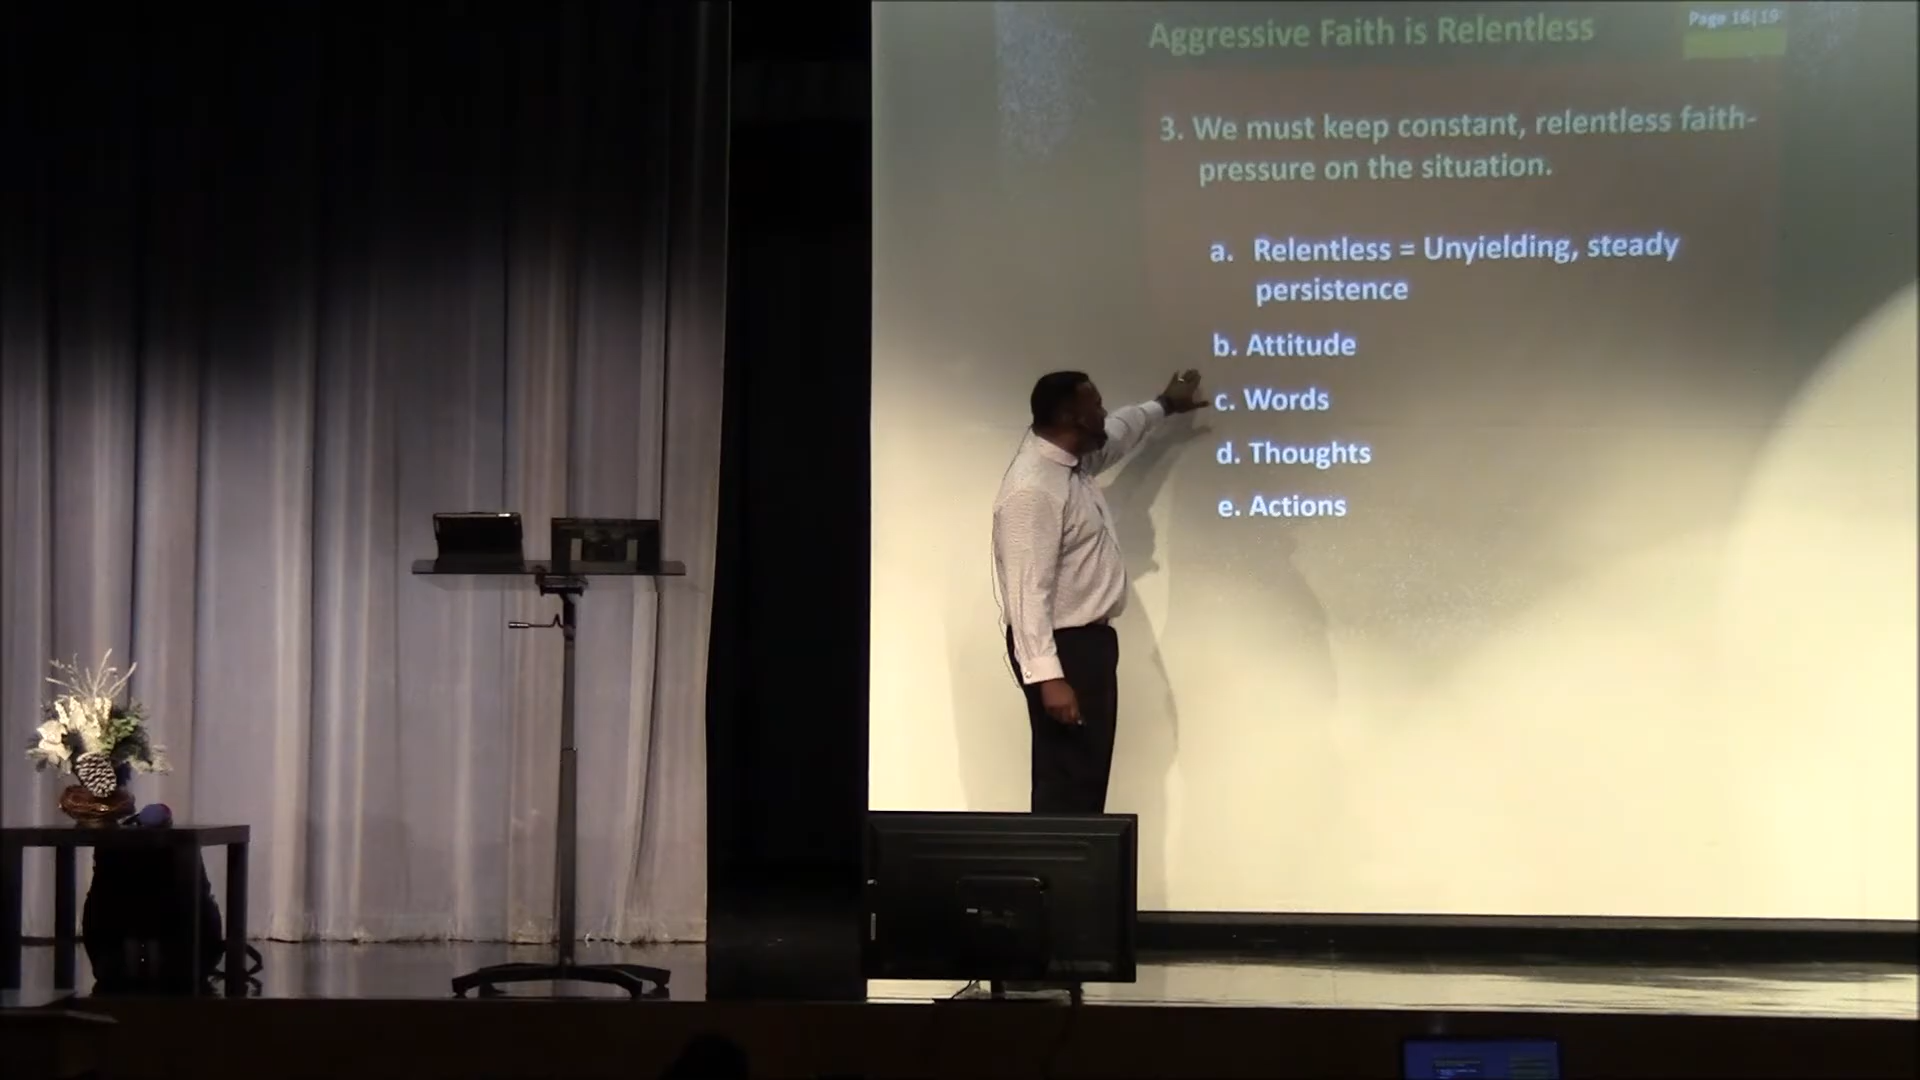 Aggressive Faith is Relentless
Page 16|19
3. We must keep constant, relentless faith-
pressure on the situation.
a. Relentless = Unyielding, steady
persistence
b. Attitude
c. Words
d. Thoughts
e. Actions